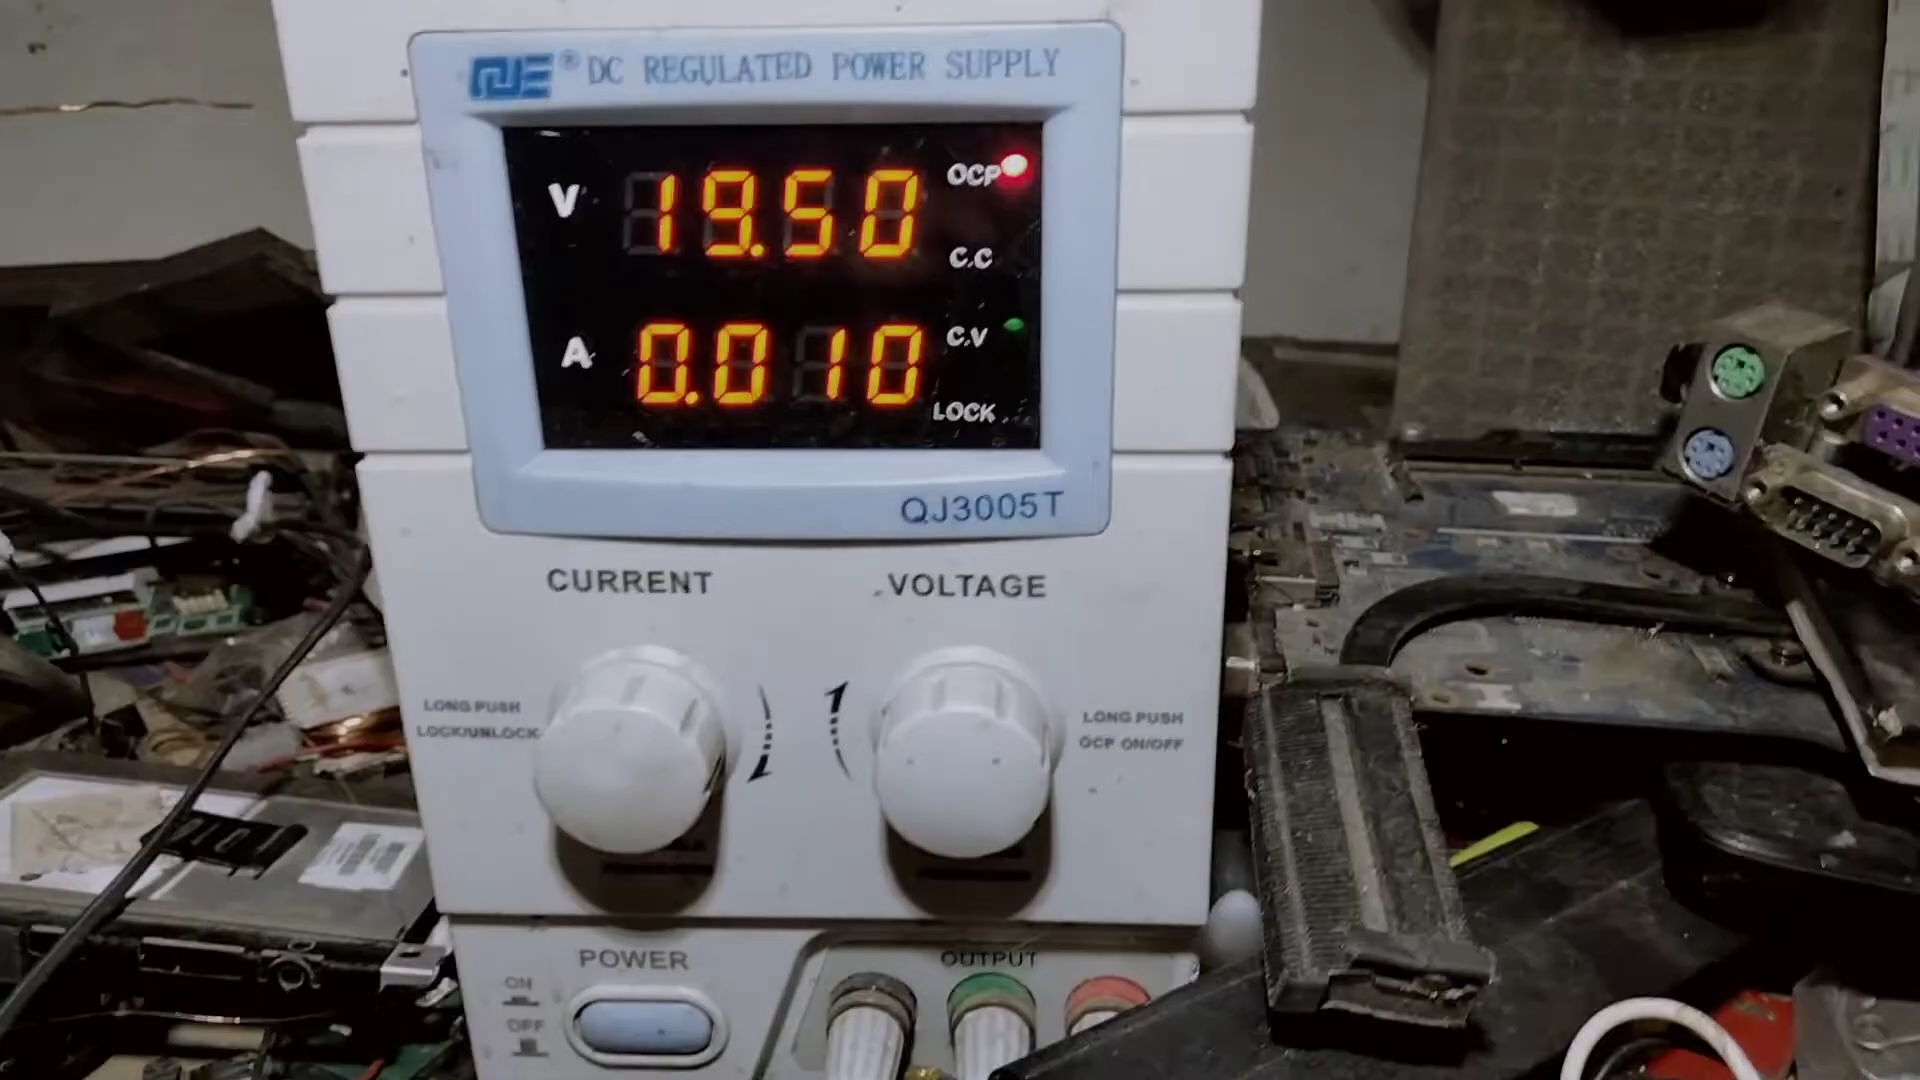 QJE® DC REGULATED POWER SUPPLY
V 19.50 OCP
C.C
A 0.010 C.V
LOCK
QJ3005T
CURRENT VOLTAGE
LONG PUSH
LOCK/UNLOCK
LONG PUSH
OCP ON/OFF
POWER
ON
OFF
OUTPUT